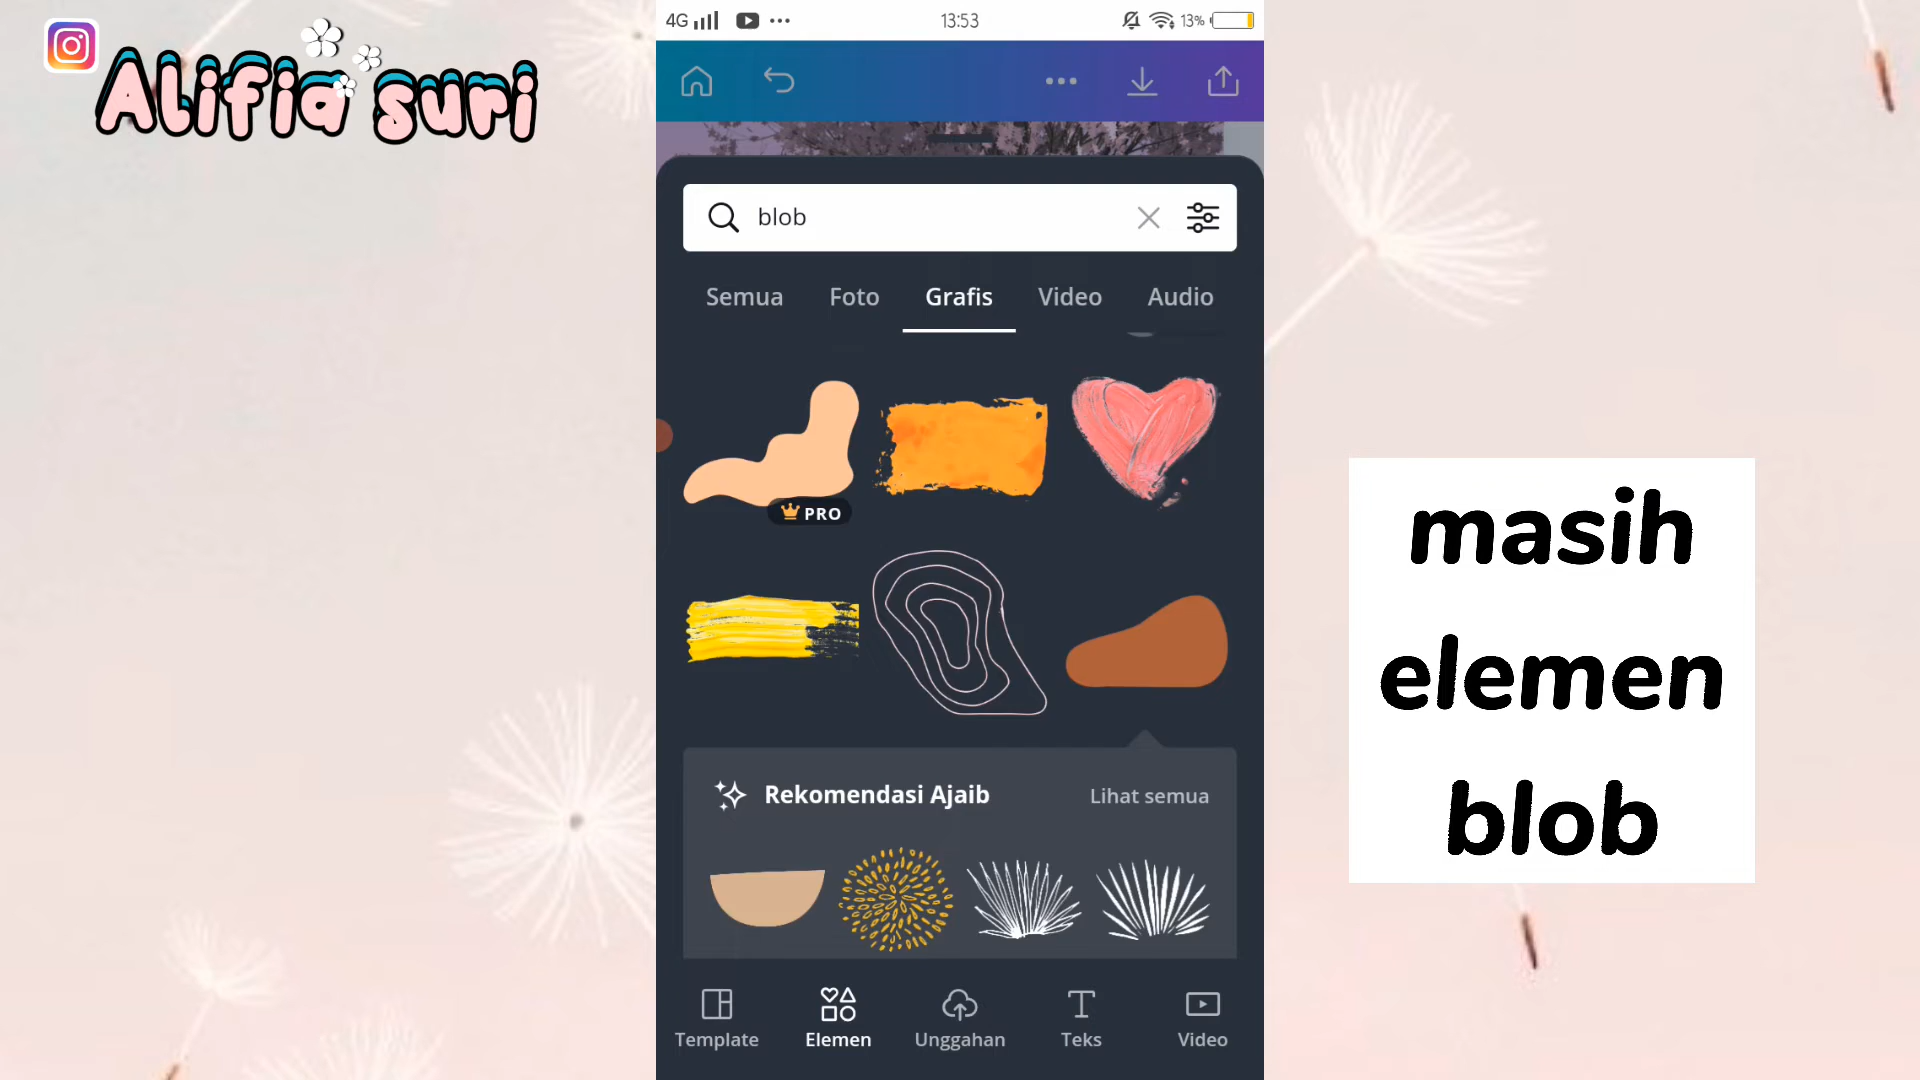 Alifia suri
4G
13:53
13%
blob
Semua Foto Grafis Video Audio
PRO
Rekomendasi Ajaib Lihat semua
Template Elemen Unggahan Teks Video
masih
elemen
blob